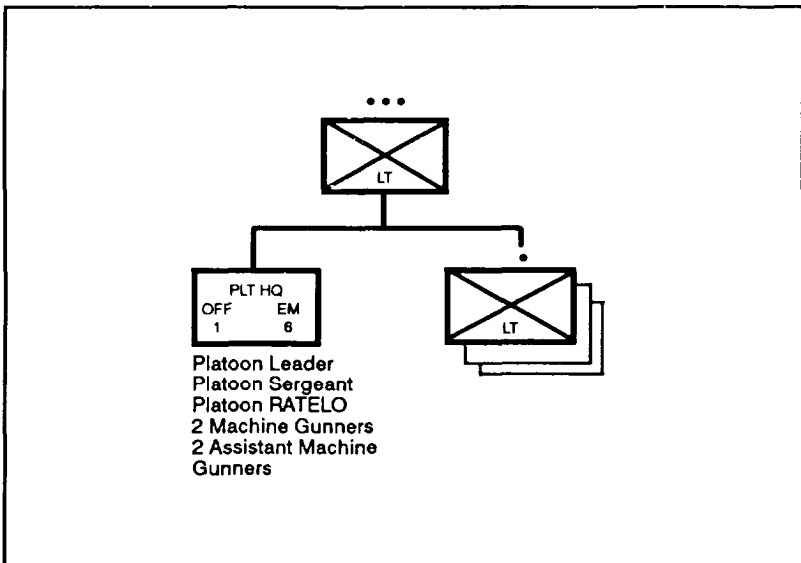 LT
PLT HQ
OFF EM
1 6
LT
Platoon Leader
Platoon Sergeant
Platoon RATELO
2 Machine Gunners
2 Assistant Machine
Gunners